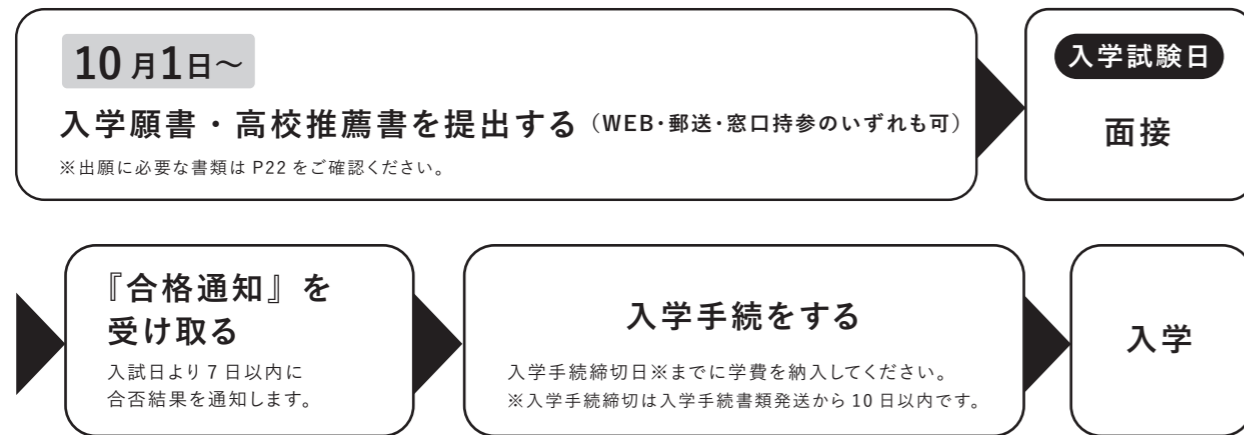 10月1日〜
入学願書・高校推薦書を提出する（WEB・郵送・窓口持参のいずれも可）
※出願に必要な書類は P22 をご確認ください。
入学試験日
面接
『合格通知』を
受け取る
入試日より 7 日以内に
合否結果を通知します。
入学手続をする
入学手続締切日※までに学費を納入してください。
※入学手続締切は入学手続書類発送から 10 日以内です。
入学